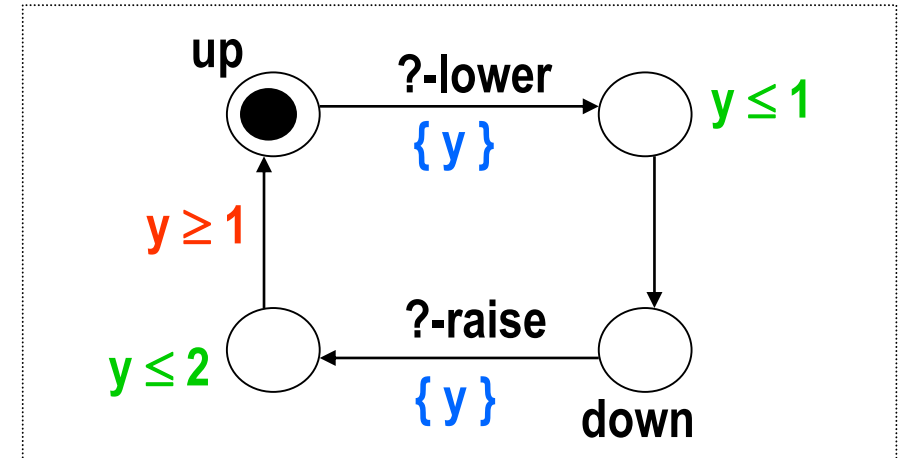 up
?-lower
y ≤ 1
{ y }
y ≥ 1
?-raise
y ≤ 2
{ y }
down